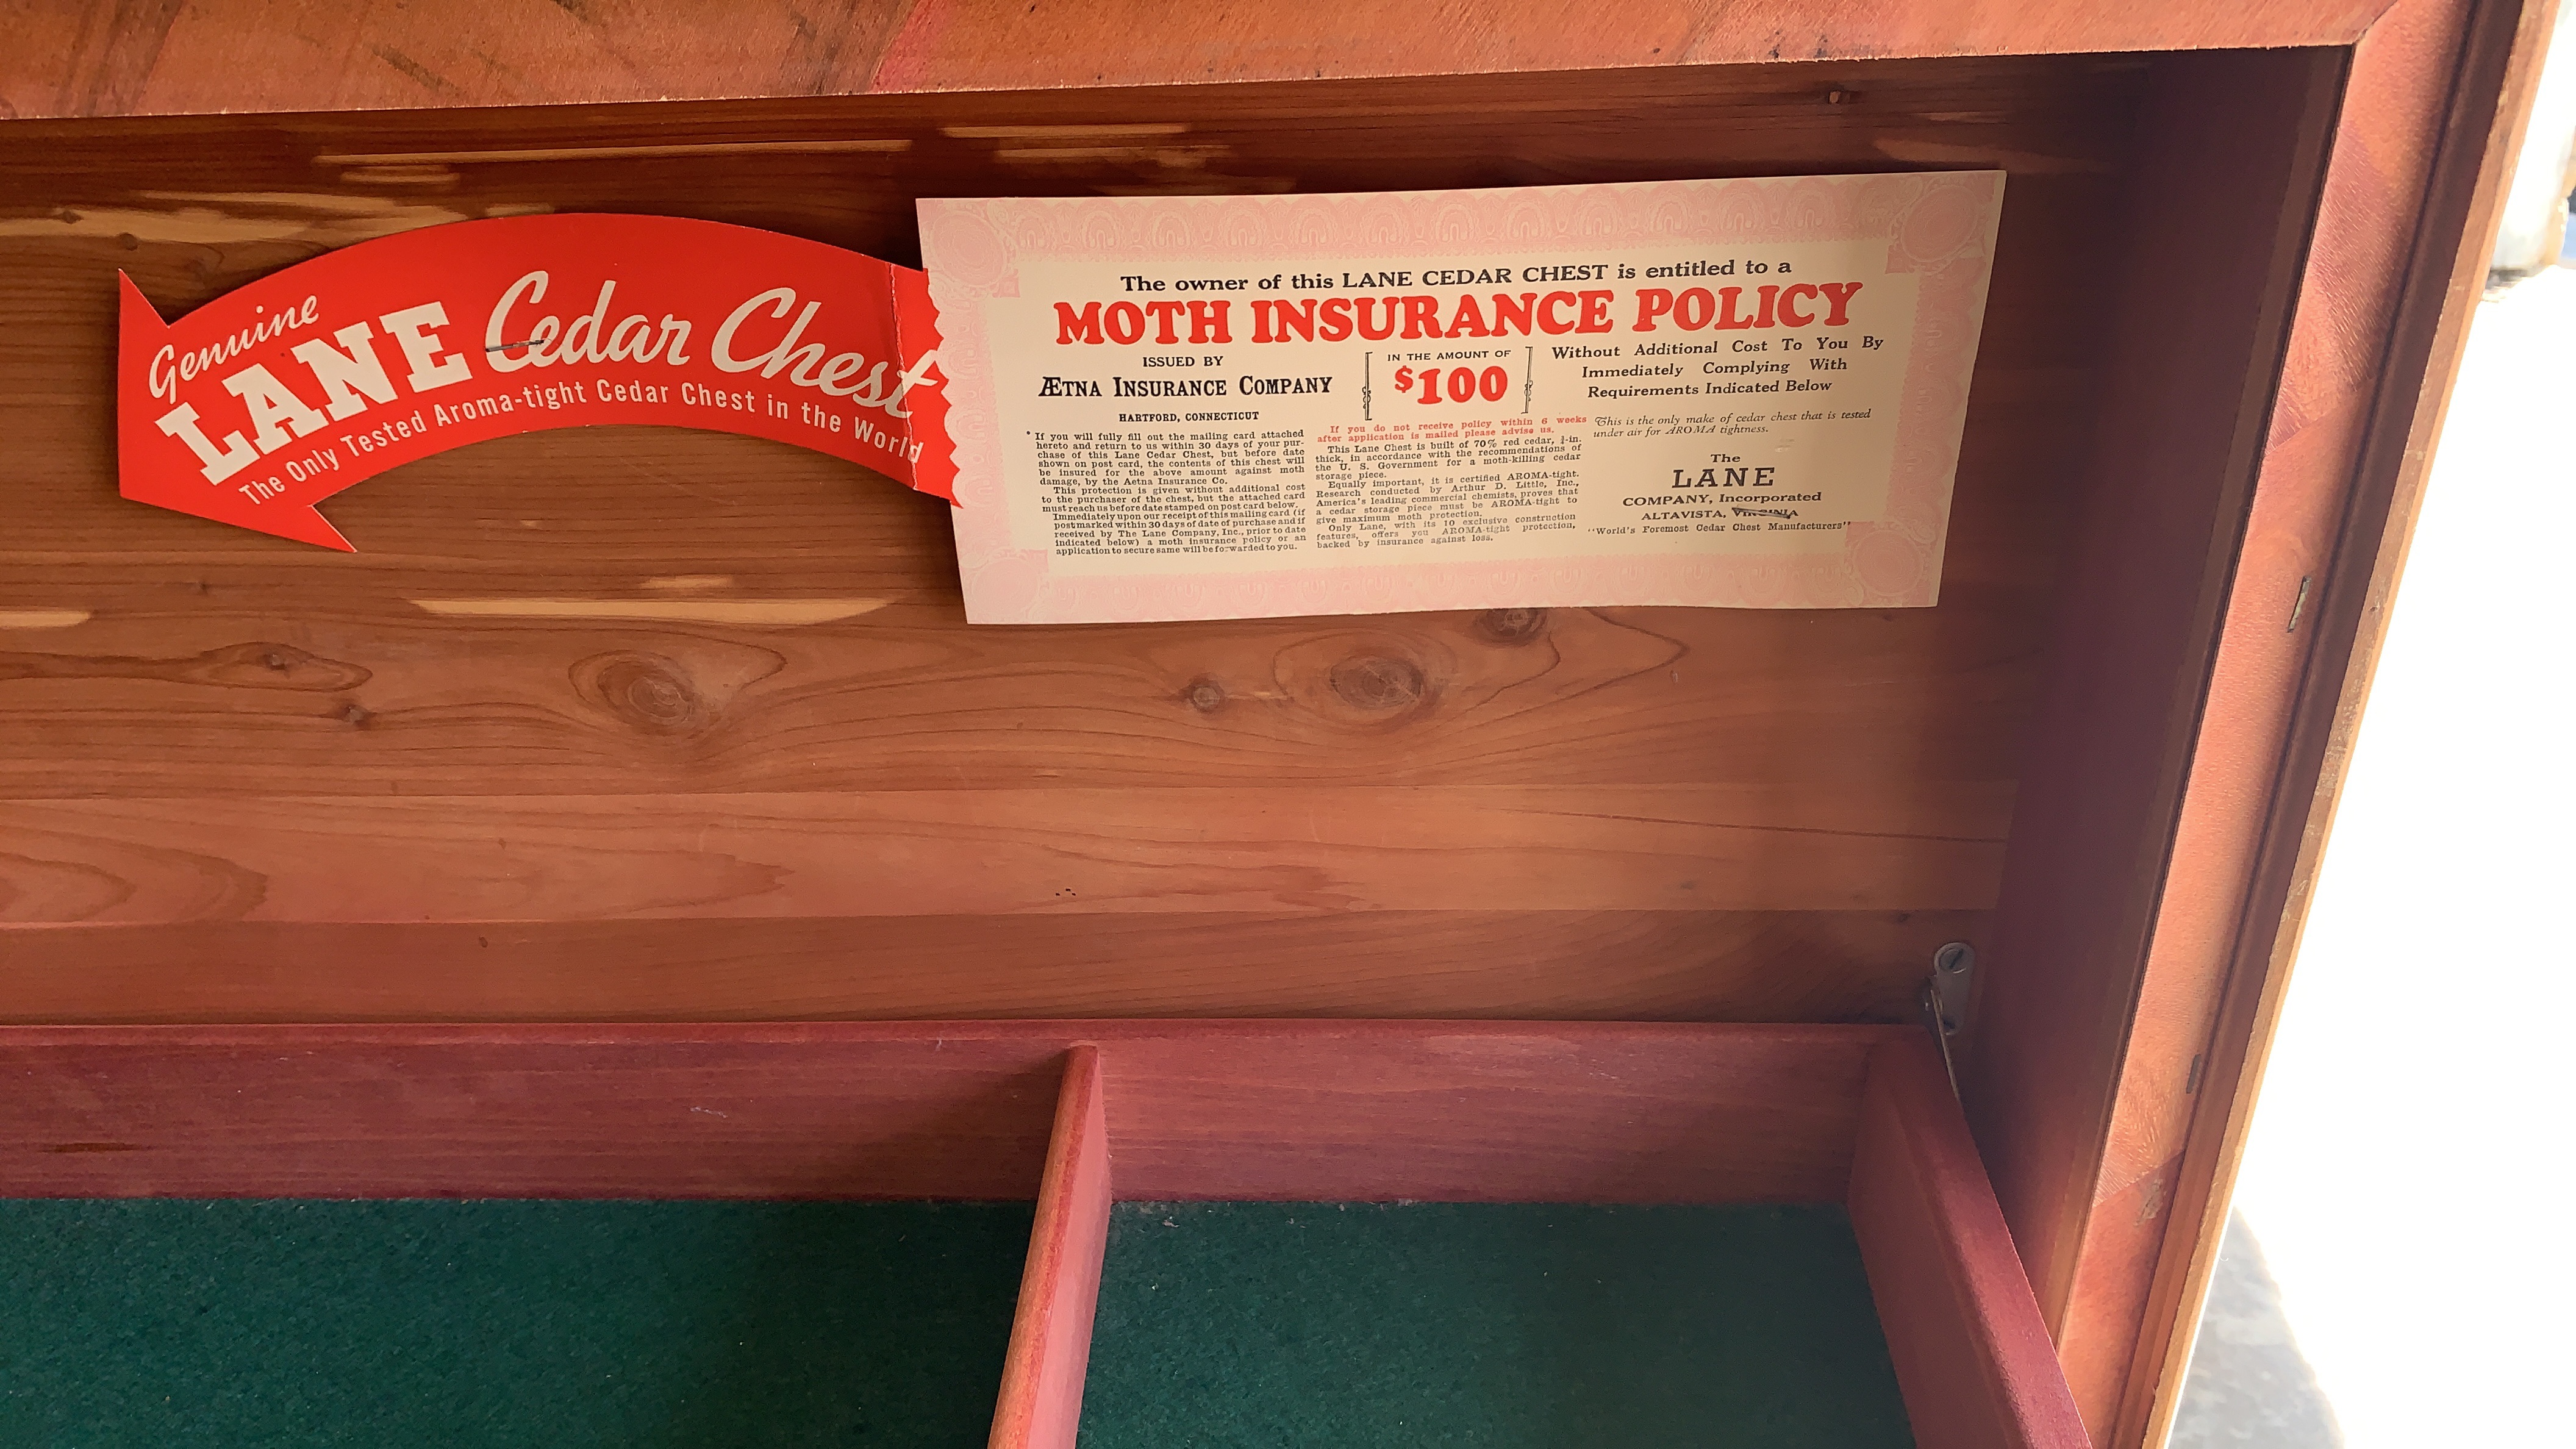 Genuine
LANE Cedar Chest
The Only Tested Aroma-tight Cedar Chest in the World
The owner of this LANE CEDAR CHEST is entitled to a
MOTH INSURANCE POLICY
ISSUED BY
ÆTNA INSURANCE COMPANY
HARTFORD, CONNECTICUT
IN THE AMOUNT OF
$100
Without Additional Cost To You By
Immediately Complying With
Requirements Indicated Below
If you will fully fill out the mailing card attached
hereto and return to us within 30 days of your pur-
chase of this Lane Cedar Chest, but before date
shown on post card, the contents of this chest will
be insured for the above amount against moth
damage, by the Aetna Insurance Co.
This protection is given without additional cost
to the purchaser of the chest, but the attached card
must reach us before date stamped on post card below.
Immediately upon our receipt of this mailing card (if
postmarked within 30 days of date of purchase and if
received by The Lane Company, Inc., prior to date
indicated below) a moth insurance policy or an
application to secure same will be forwarded to you.
If you do not receive policy within 6 weeks
after application is mailed please advise us.
This Lane Chest is built of 70% red cedar, ¾-in.
thick, in accordance with the recommendations of
the U. S. Government for a moth-killing cedar
storage piece.
Equally important, it is certified AROMA-tight.
Research conducted by Arthur D. Little, Inc.,
America's leading commercial chemists, proves that
a cedar storage piece must be AROMA-tight to
give maximum moth protection.
Only Lane, with its 10 exclusive construction
features, offers you AROMA-tight protection,
backed by insurance against loss.
This is the only make of cedar chest that is tested
under air for AROMA tightness.
The
LANE
COMPANY, Incorporated
ALTAVISTA, VIRGINIA
"World's Foremost Cedar Chest Manufacturers"